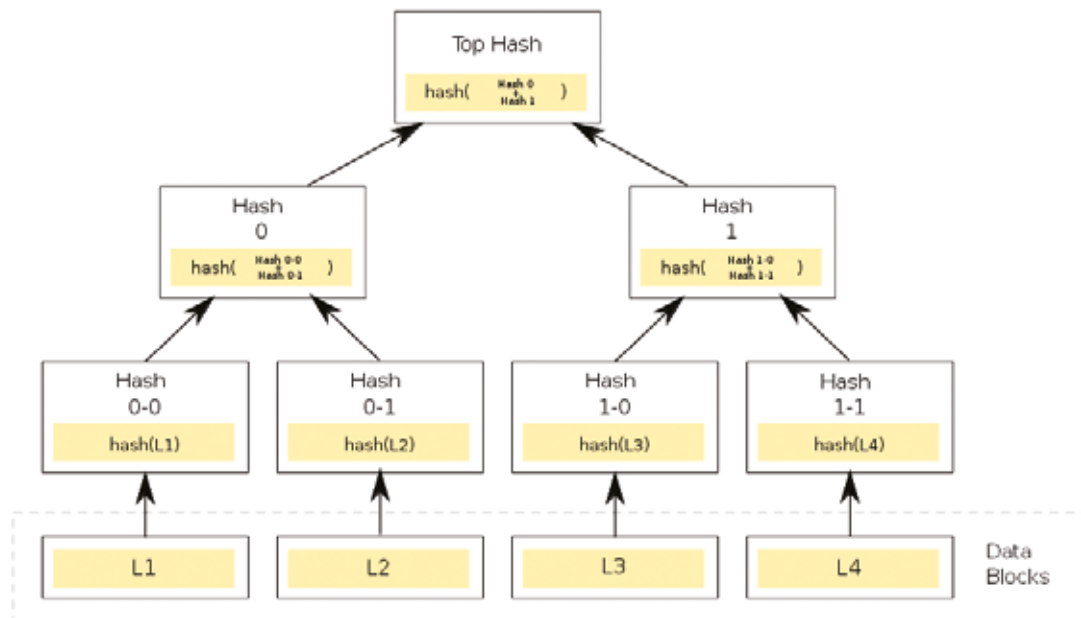 Top Hash
hash( Hash 0 + Hash 1 )
Hash
0
hash( Hash 0-0 + Hash 0-1 )
Hash
1
hash( Hash 1-0 + Hash 1-1 )
Hash
0-0
hash(L1)
Hash
0-1
hash(L2)
Hash
1-0
hash(L3)
Hash
1-1
hash(L4)
L1
L2
L3
L4
Data
Blocks